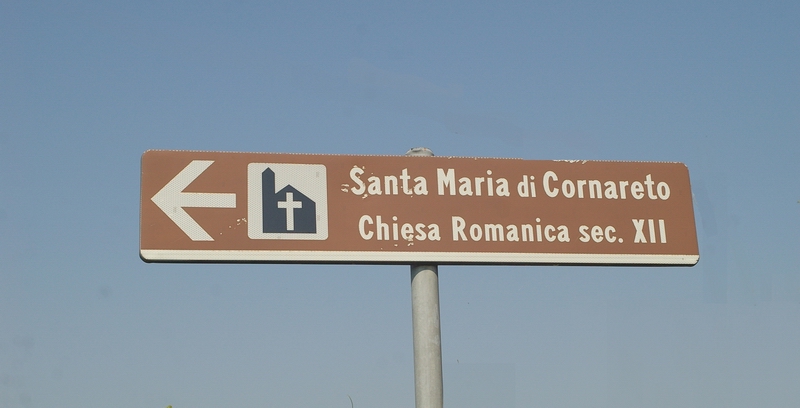 Santa Maria di Cornareto
Chiesa Romanica sec. XII